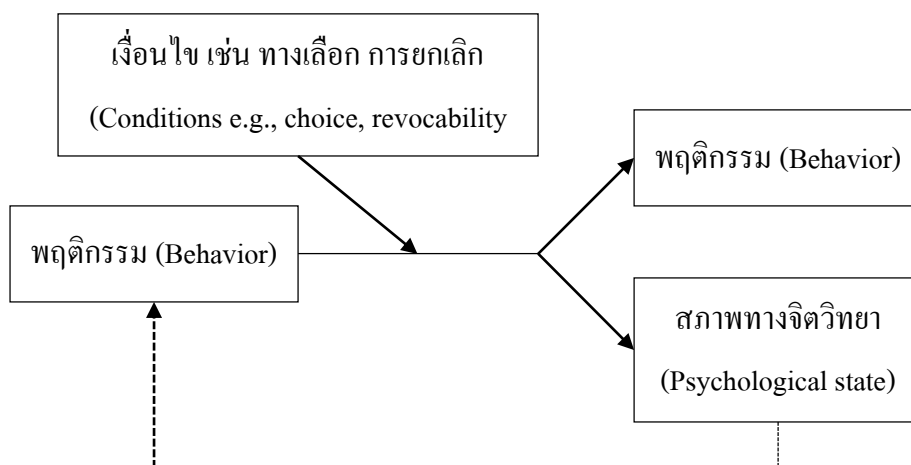 เงื่อนไข เช่น ทางเลือก การยกเลิก
(Conditions e.g., choice, revocability
พฤติกรรม (Behavior)
พฤติกรรม (Behavior)
สภาพทางจิตวิทยา
(Psychological state)